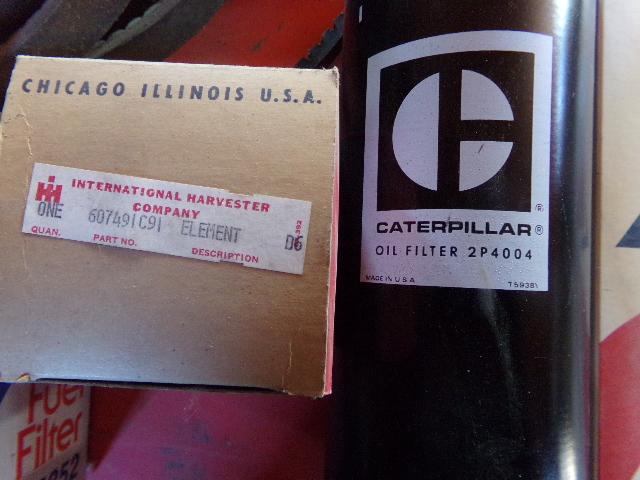 CHICAGO ILLINOIS U.S.A.
INTERNATIONAL HARVESTER
COMPANY
ONE 607491C91 ELEMENT D6
QUAN. PART NO. DESCRIPTION
392
CATERPILLAR®
OIL FILTER 2P4004
MADE IN U.S.A.
Fuel
Filter